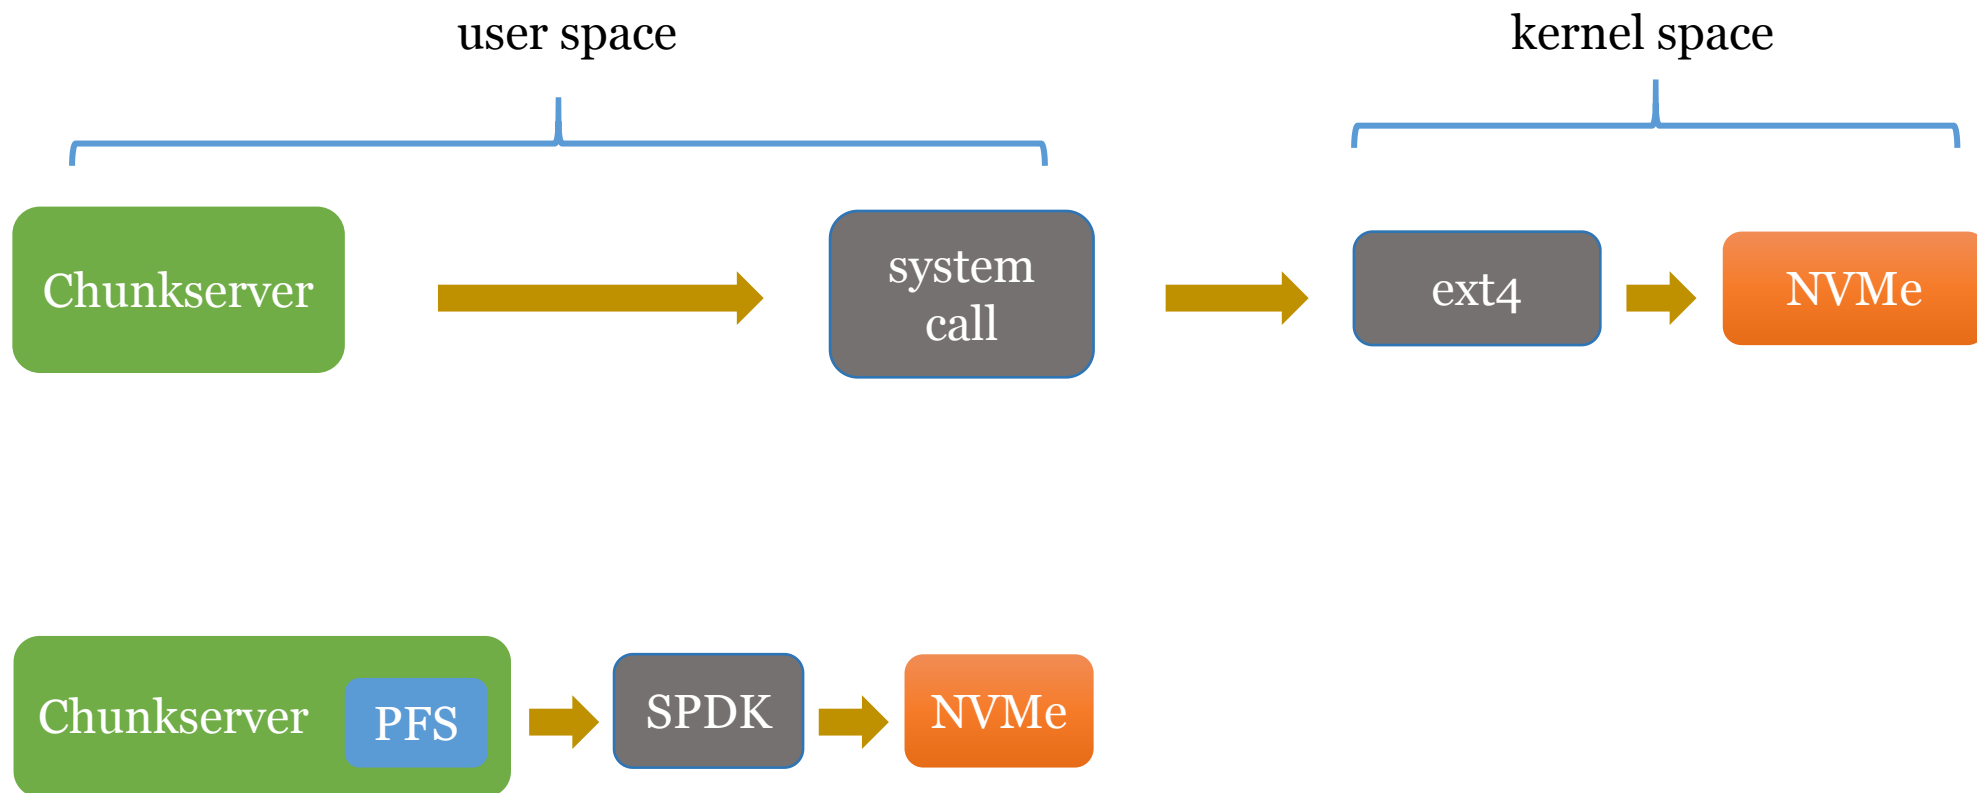 user space
kernel space
Chunkserver
system
call
ext4
NVMe
Chunkserver
PFS
SPDK
NVMe